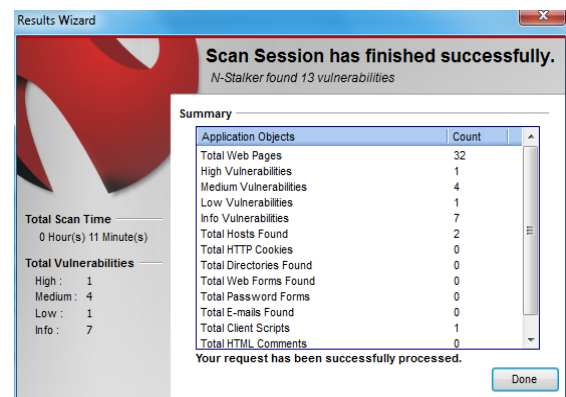 Results Wizard
X
Scan Session has finished successfully.
N-Stalker found 13 vulnerabilities
Summary
Application Objects Count
Total Web Pages 32
High Vulnerabilities 1
Medium Vulnerabilities 4
Low Vulnerabilities 1
Info Vulnerabilities 7
Total Hosts Found 2
Total HTTP Cookies 0
Total Directories Found 0
Total Web Forms Found 0
Total Password Forms 0
Total E-mails Found 0
Total Client Scripts 1
Total HTML Comments 0
Your request has been successfully processed.
Total Scan Time
0 Hour(s) 11 Minute(s)
Total Vulnerabilities
High : 1
Medium : 4
Low : 1
Info : 7
Done